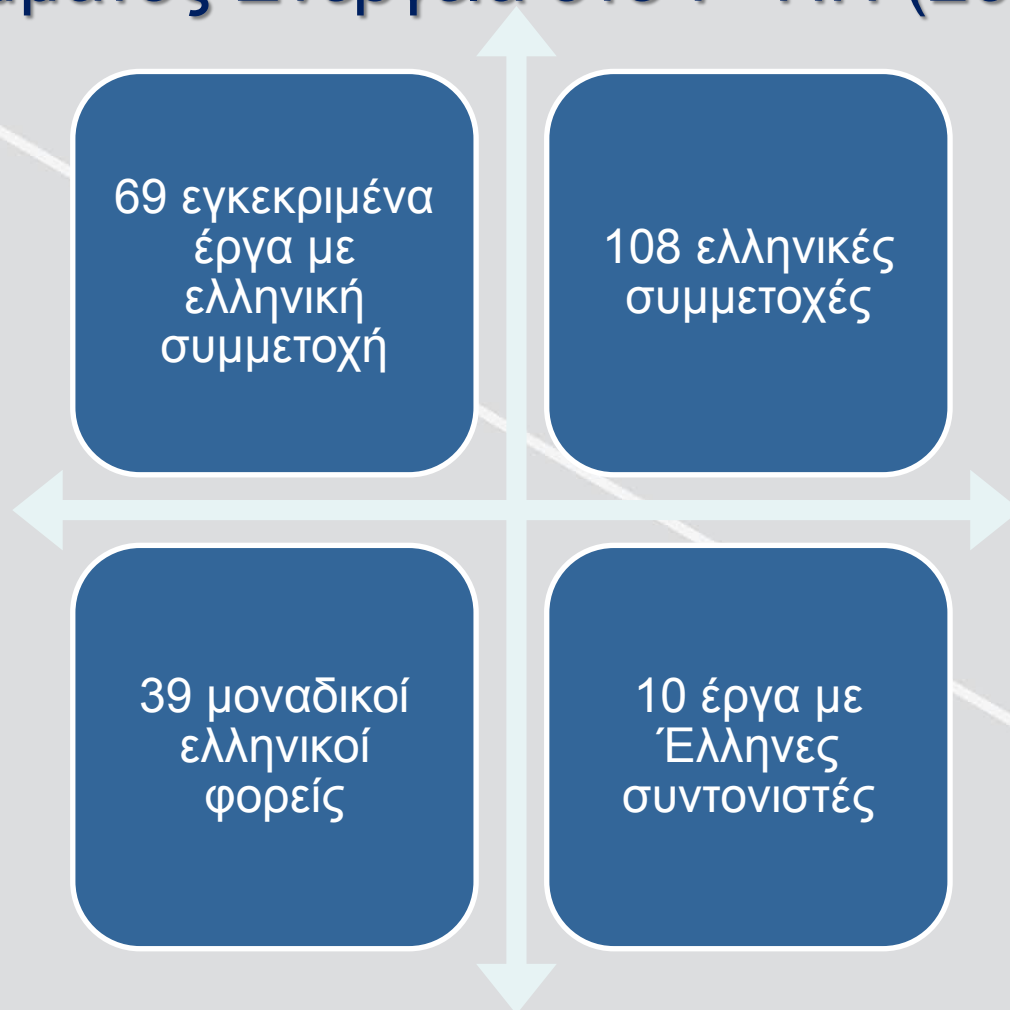 69 εγκεκριμένα
έργα με
ελληνική
συμμετοχή
108 ελληνικές
συμμετοχές
39 μοναδικοί
ελληνικοί
φορείς
10 έργα με
Έλληνες
συντονιστές